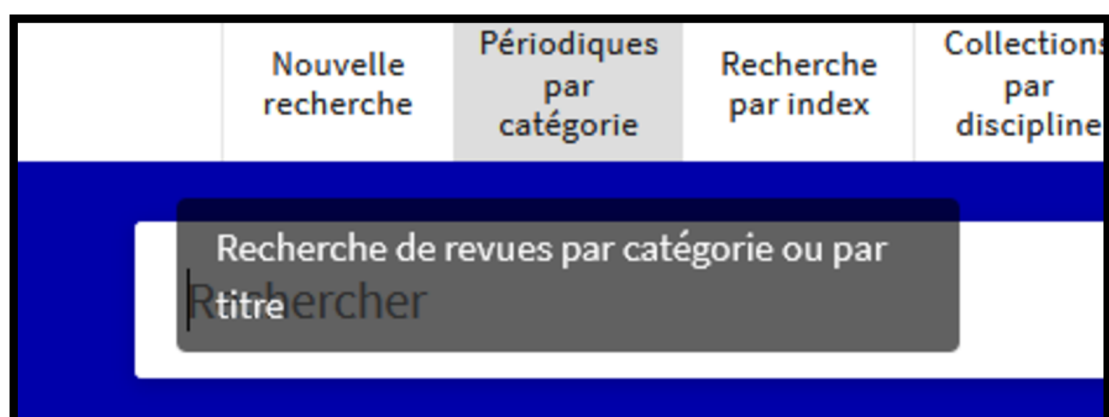 Nouvelle
recherche
Périodiques
par
catégorie
Recherche
par index
Collections
par
discipline
Recherche de revues par catégorie ou par
titre
Rechercher